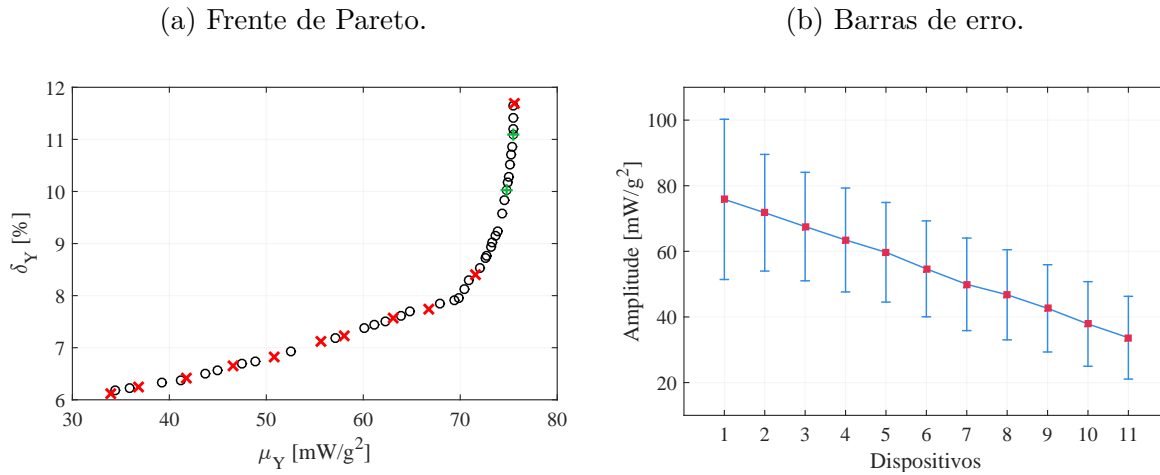 (a) Frente de Pareto.
12
11
10
9
8
7
6
δ_Y [%]
30 40 50 60 70 80
μ_Y [mW/g²]
(b) Barras de erro.
100
80
60
40
20
Amplitude [mW/g²]
1 2 3 4 5 6 7 8 9 10 11
Dispositivos